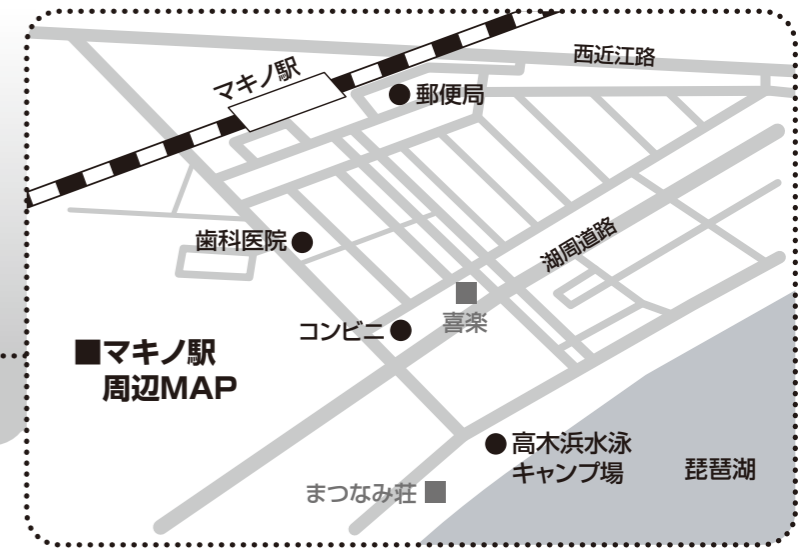 西近江路
マキノ駅
郵便局
歯科医院
湖周道路
喜楽
コンビニ
■マキノ駅
周辺MAP
高木浜水泳
キャンプ場
琵琶湖
まつなみ荘